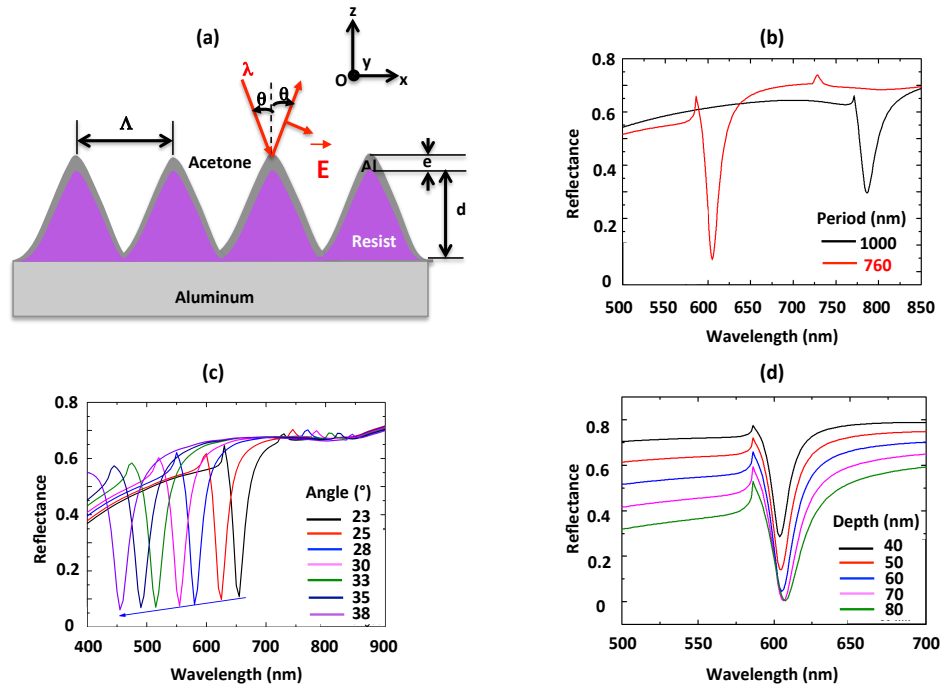 (a)
z
y
O
x
λ
θ
θ
Λ
Acetone
E
Al
e
d
Resist
Aluminum
(b)
0.8
0.6
0.4
0.2
0
Reflectance
Period (nm)
1000
760
500 550 600 650 700 750 800 850
Wavelength (nm)
(c)
0.8
0.6
0.4
0.2
0
Reflectance
Angle (°)
23
25
28
30
33
35
38
400 500 600 700 800 900
Wavelength (nm)
(d)
0.8
0.6
0.4
0.2
0
Reflectance
Depth (nm)
40
50
60
70
80
500 550 600 650 700
Wavelength (nm)